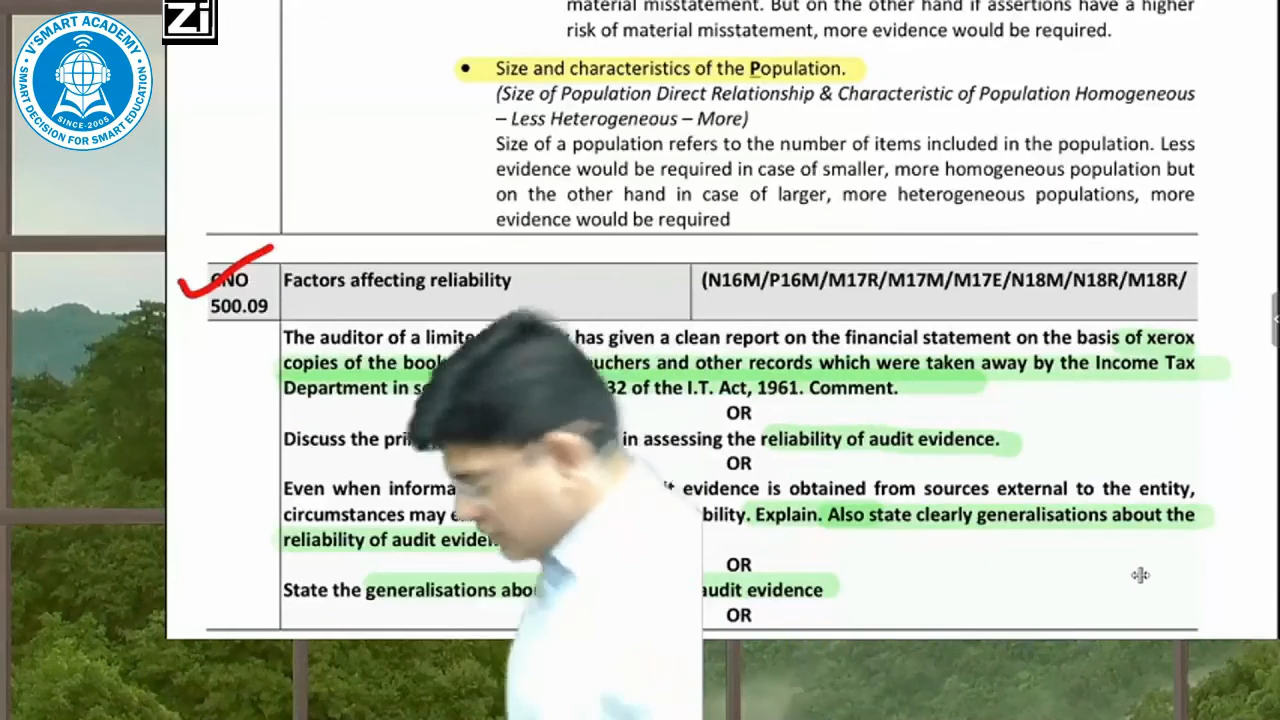 V'SMART ACADEMY
SINCE-2005
SMART DECISION FOR SMART EDUCATION
Zi
material misstatement. But on the other hand if assertions have a higher
risk of material misstatement, more evidence would be required.
• Size and characteristics of the Population.
(Size of Population Direct Relationship & Characteristic of Population Homogeneous
– Less Heterogeneous – More)
Size of a population refers to the number of items included in the population. Less
evidence would be required in case of smaller, more homogeneous population but
on the other hand in case of larger, more heterogeneous populations, more
evidence would be required
NO Factors affecting reliability (N16M/P16M/M17R/M17M/M17E/N18M/N18R/M18R/
500.09
The auditor of a has given a clean report on the financial statement on the basis of xerox
copies of the and other records which were taken away by the Income Tax
Department in 32 of the I.T. Act, 1961. Comment.
OR
Discuss the in assessing the reliability of audit evidence.
OR
Even when evidence is obtained from sources external to the entity,
circumstances may Explain. Also state clearly generalisations about the
reliability of audit
OR
State the generalisations audit evidence
OR